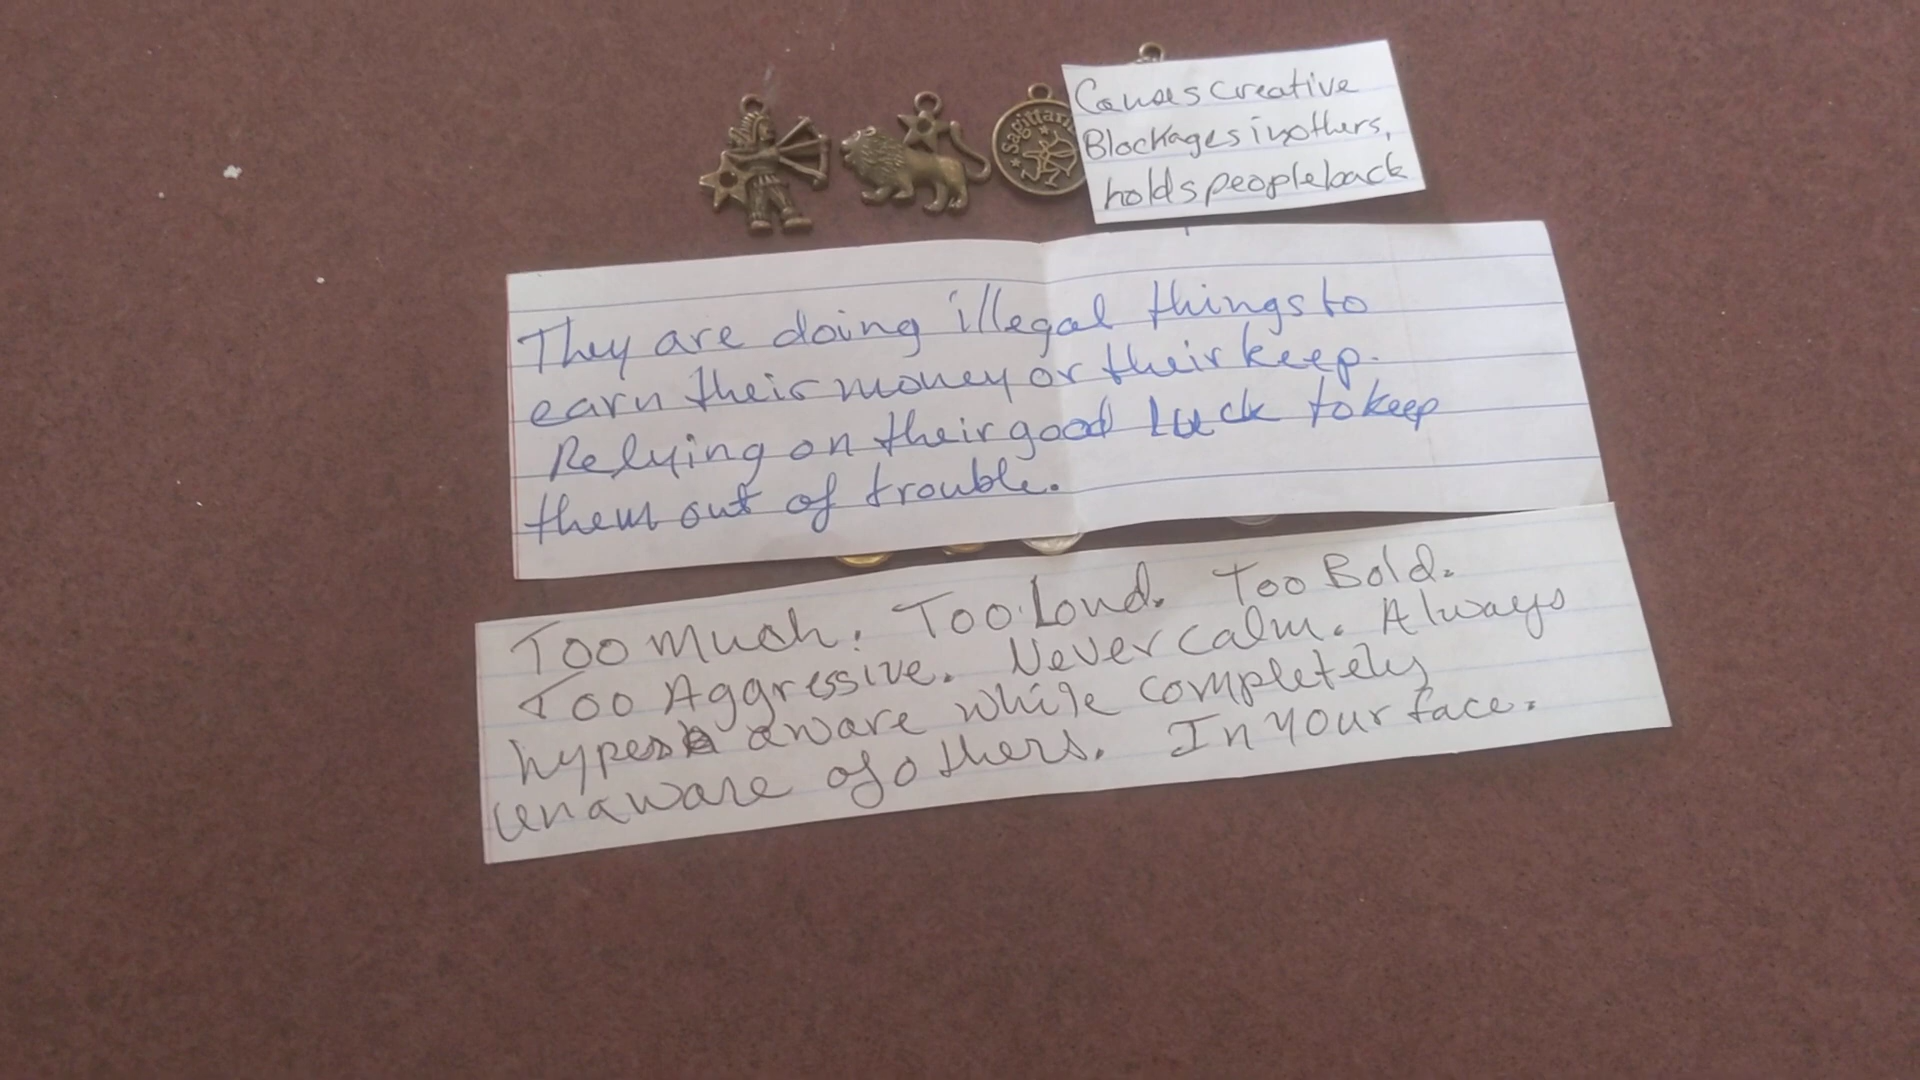 Sagittari
Causes Creative
Blockages in others,
holds people back
They are doing illegal things to
earn their money or their keep.
Relying on their good luck to keep
them out of trouble.
Too much. Too Loud. Too Bold.
Too Aggressive. Never calm. Always
hyper aware while completely
unaware of others. In your face.